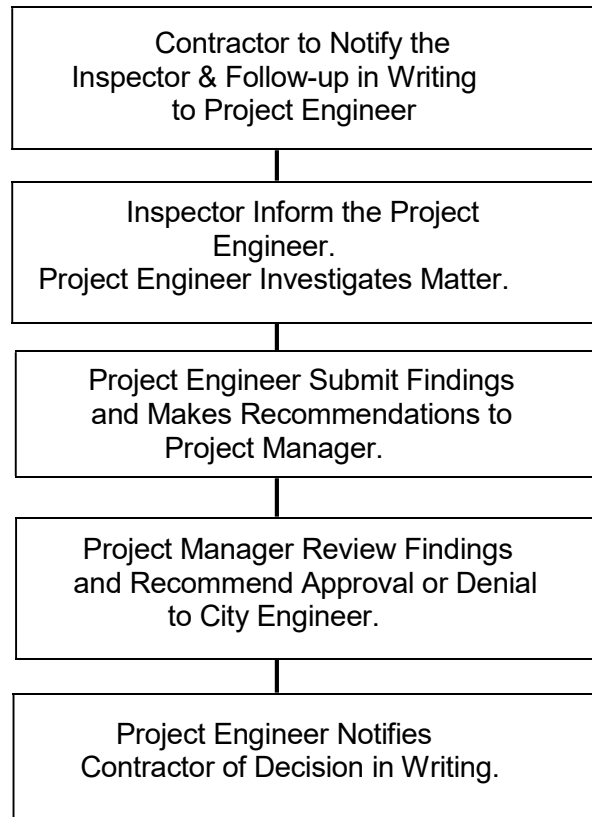 Contractor to Notify the
Inspector & Follow-up in Writing
to Project Engineer
Inspector Inform the Project
Engineer.
Project Engineer Investigates Matter.
Project Engineer Submit Findings
and Makes Recommendations to
Project Manager.
Project Manager Review Findings
and Recommend Approval or Denial
to City Engineer.
Project Engineer Notifies
Contractor of Decision in Writing.